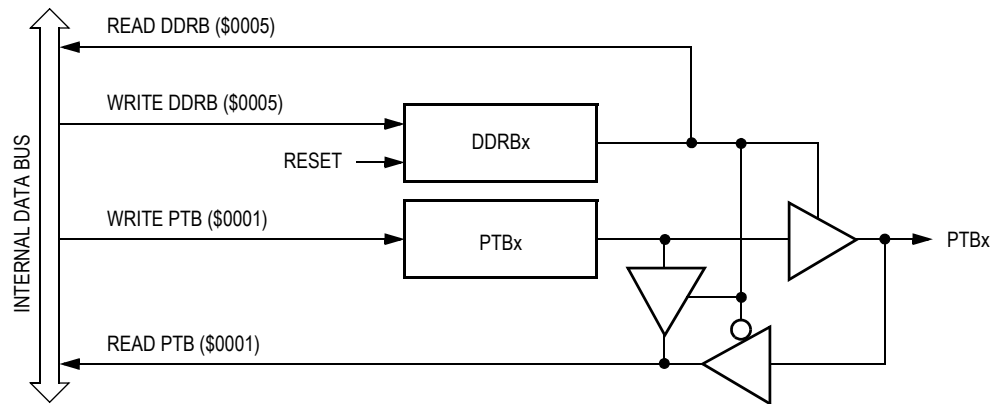 READ DDRB ($0005)
WRITE DDRB ($0005)
DDRBx
RESET
INTERNAL DATA BUS
WRITE PTB ($0001)
PTBx
PTBx
READ PTB ($0001)